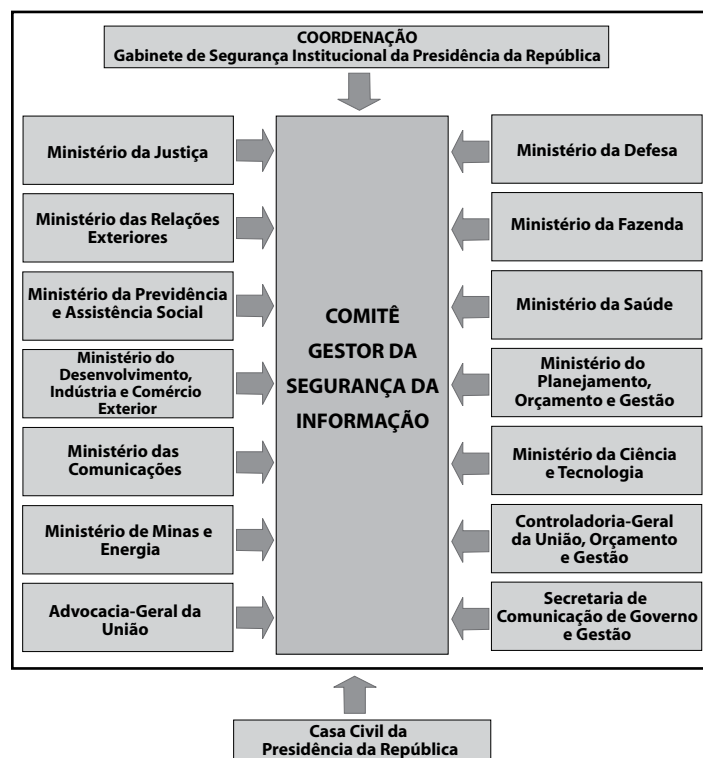 COORDENAÇÃO
Gabinete de Segurança Institucional da Presidência da República
Ministério da Justiça
Ministério das Relações
Exteriores
Ministério da Previdência
e Assistência Social
Ministério do
Desenvolvimento,
Indústria e Comércio
Exterior
Ministério das
Comunicações
Ministério de Minas e
Energia
Advocacia-Geral da
União
COMITÊ
GESTOR DA
SEGURANÇA DA
INFORMAÇÃO
Ministério da Defesa
Ministério da Fazenda
Ministério da Saúde
Ministério do
Planejamento,
Orçamento e Gestão
Ministério da Ciência
e Tecnologia
Controladoria-Geral
da União, Orçamento
e Gestão
Secretaria de
Comunicação de Governo
e Gestão
Casa Civil da
Presidência da República